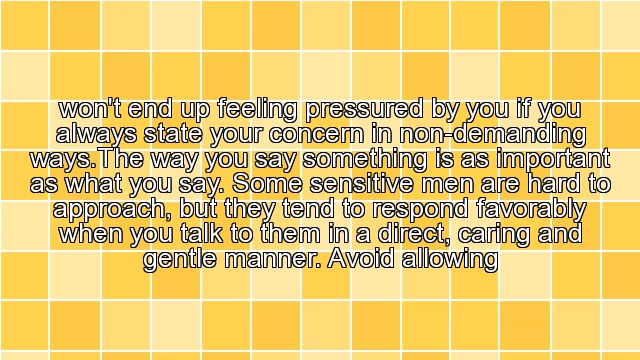 won't end up feeling pressured by you if you
always state your concern in non-demanding
ways.The way you say something is as important
as what you say. Some sensitive men are hard to
approach, but they tend to respond favorably
when you talk to them in a direct, caring and
gentle manner. Avoid allowing